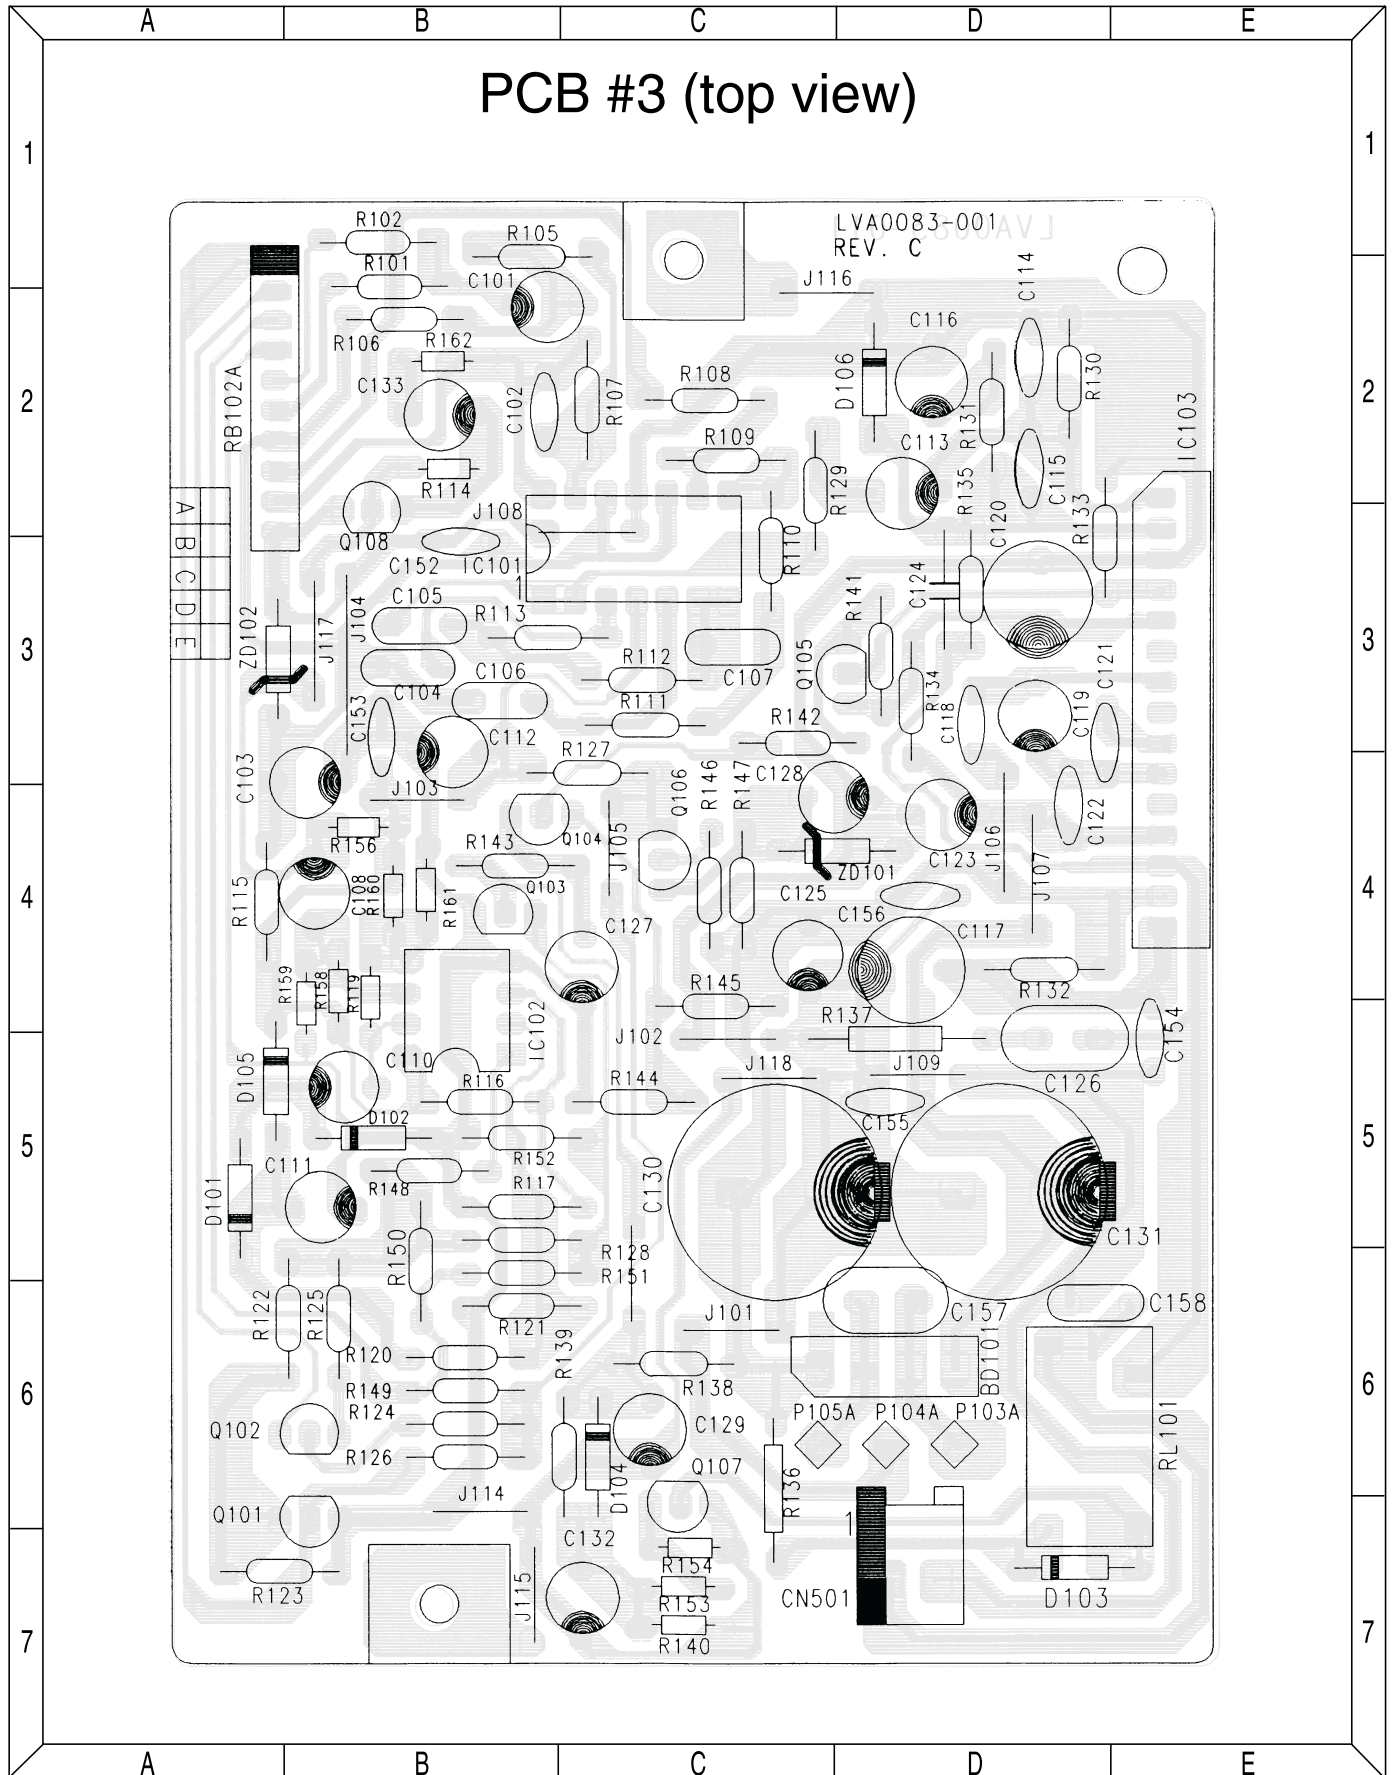 A B C D E
PCB #3 (top view)
1 1
R102
LVA0083-001
REV. C
R105
R101
C101
J116
C114
C116
R106
R162
C133
D106
R130
RB102A
R108
2 2
C102
R107
R131
IC103
R109
C113
R114
R129
R135
C115
A
B
C
D
E
J108
C120
R133
Q108
R110
C152
IC101
1
C124
C105
R141
ZD102
J117
J104
R113
3 3
R112
Q105
C121
C106
C107
R134
C104
C153
R111
C118
C119
R142
C112
R127
C103
J103
Q106
R146
R147
C128
C122
R156
R143
Q104
J105
C123
J106
J107
ZD101
Q103
4 4
R115
C108
R160
R161
C125
C156
C127
C117
R159
R158
R119
R145
R132
R137
C154
IC102
J102
C110
D105
J118
J109
R116
R144
C126
D102
C155
5 5
R152
C111
R148
R117
C130
D101
R150
R128
C131
R151
R122
R125
J101
C157
C158
R121
R139
BD101
R120
R138
6 6
R149
R124
P105A
P104A
P103A
Q102
C129
R126
Q107
RL101
D104
J114
R136
Q101
1
C132
R154
R123
J115
R153
CN501
D103
R140
7 7
A B C D E